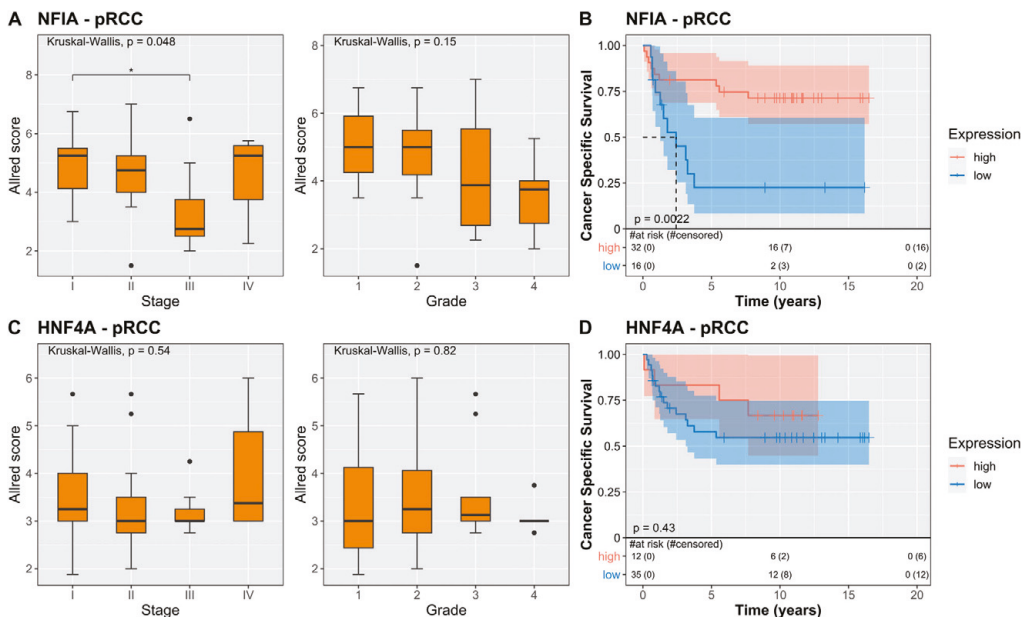 A NFIA - pRCC
Kruskal-Wallis, p = 0.048
*
8
6
4
2
Allred score
I II III IV
Stage
Kruskal-Wallis, p = 0.15
8
6
4
2
Allred score
1 2 3 4
Grade
B NFIA - pRCC
1.00
0.75
0.50
0.25
Cancer Specific Survival
p = 0.0022
#at risk (#censored)
high 32 (0) 16 (7) 0 (16)
low 16 (0) 2 (3) 0 (2)
0 5 10 15 20
Time (years)
Expression
high
low
C HNF4A - pRCC
Kruskal-Wallis, p = 0.54
6
5
4
3
2
Allred score
I II III IV
Stage
Kruskal-Wallis, p = 0.82
6
5
4
3
2
Allred score
1 2 3 4
Grade
D HNF4A - pRCC
1.00
0.75
0.5
0.25
Cancer Specific Survival
p = 0.43
#at risk (#censored)
high 12 (0) 6 (2) 0 (6)
low 35 (0) 12 (8) 0 (12)
0 5 10 15 20
Time (years)
Expression
high
low